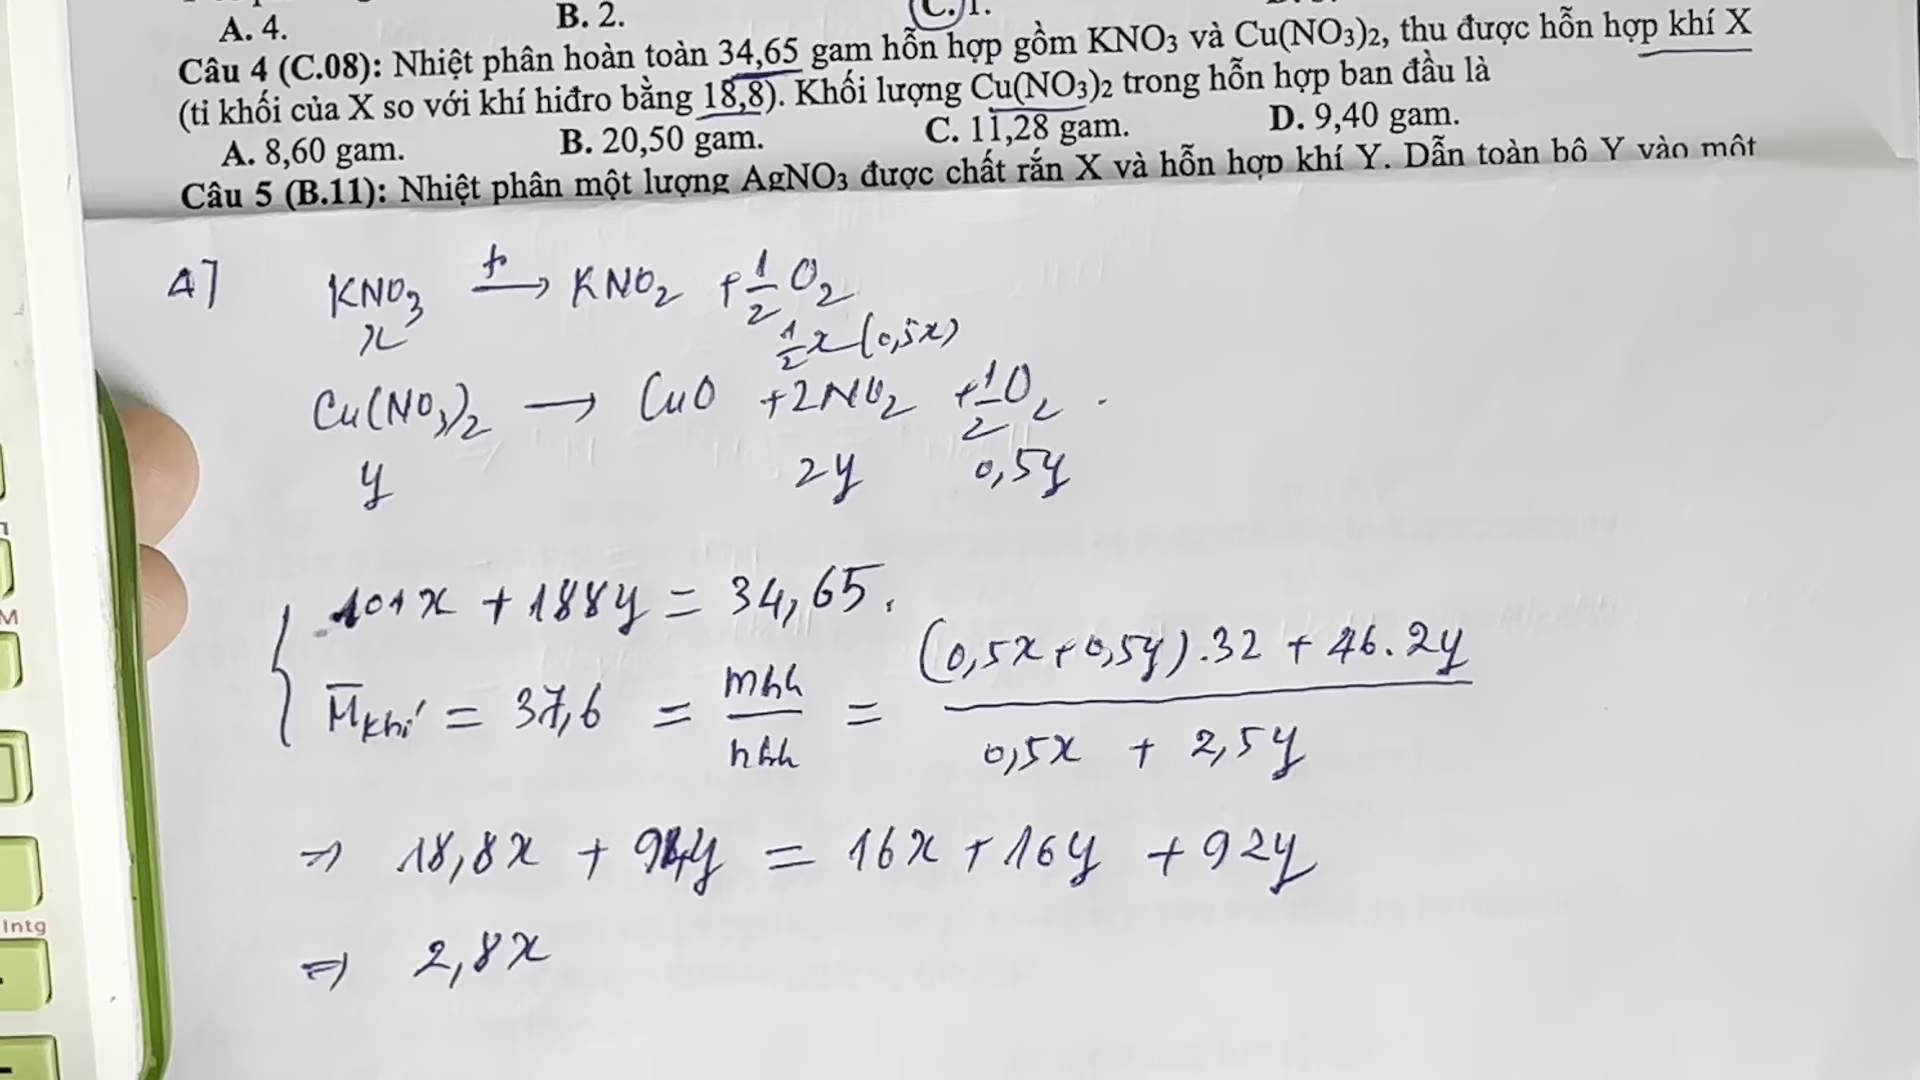 A. 4. B. 2. C. 1.
Câu 4 (C.08): Nhiệt phân hoàn toàn 34,65 gam hỗn hợp gồm KNO3 và Cu(NO3)2, thu được hỗn hợp khí X
(tỉ khối của X so với khí hiđro bằng 18,8). Khối lượng Cu(NO3)2 trong hỗn hợp ban đầu là
A. 8,60 gam. B. 20,50 gam. C. 11,28 gam. D. 9,40 gam.
Câu 5 (B.11): Nhiệt phân một lượng AgNO3 được chất rắn X và hỗn hợp khí Y. Dẫn toàn bộ Y vào một
4] KNO3 —t°→ KNO2 + 1/2 O2
x 1/2x (0,5x)
Cu(NO3)2 → CuO + 2NO2 + 1/2 O2
y 2y 0,5y
101x + 188y = 34,65.
M̅khí = 37,6 = mhh/nhh = (0,5x + 0,5y).32 + 46.2y / 0,5x + 2,5y
⇒ 18,8x + 94y = 16x + 16y + 92y
⇒ 2,8x
M
Intg